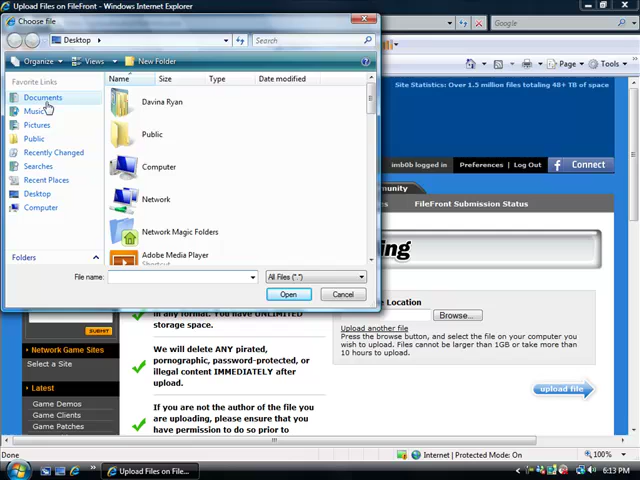 Upload Files on FileFront - Windows Internet Explorer
Choose file
Desktop
Search
Google
Organize Views New Folder
Page Tools
Favorite Links
Documents
Music
Pictures
Public
Recently Changed
Searches
Recent Places
Desktop
Computer
Folders
Name Size Type Date modified
Davina Ryan
Public
Computer
Network
Network Magic Folders
Adobe Media Player
Shortcut
File name:
All Files (*.*)
Open Cancel
Site Statistics: Over 1.5 million files totaling 48+ TB of space
imb0b logged in Preferences | Log Out
Connect
FileFront Submission Status
Location
Browse...
Upload another file
Press the browse button, and select the file on your computer you
wish to upload. Files cannot be larger than 1GB or take more than
10 hours to upload.
upload file
in any format. You have UNLIMITED
storage space.
We will delete ANY pirated,
pornographic, password-protected, or
illegal content IMMEDIATELY after
upload.
If you are not the author of the file
you are uploading, please ensure that you
have permission to do so prior to
SUBMIT
Network Game Sites
Select a Site
Latest
Game Demos
Game Clients
Game Patches
Done
Internet | Protected Mode: On
100%
Upload Files on File...
6:13 PM